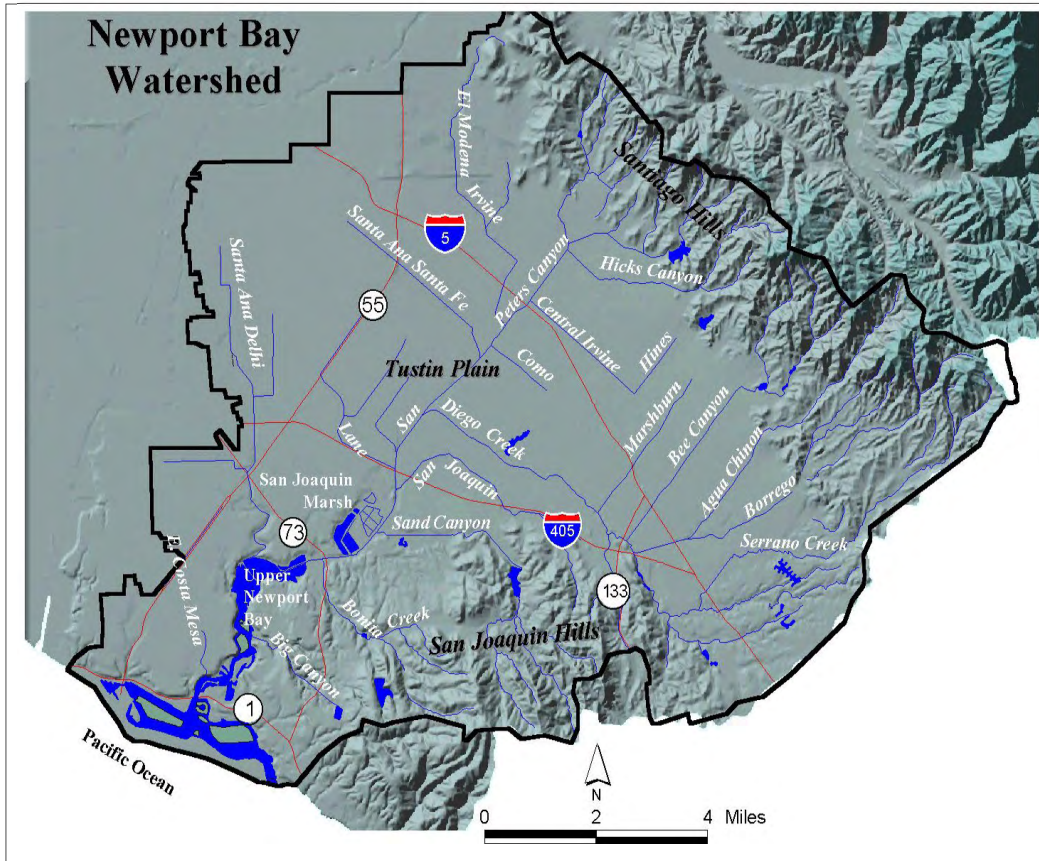 Newport Bay
Watershed
El Modena
Irvine
Santiago Hills
5
Santa Ana Santa Fe
Santa Ana Delhi
Peters Canyon
Hicks Canyon
55
Central Irvine
Hines
Como
Tustin Plain
Marshburn
Bee Canyon
Agua Chinon
Borrego
San
Diego Creek
Lane
San
Joaquin
San Joaquin
Marsh
Sand Canyon
405
Serrano Creek
73
Costa Mesa
Upper
Newport
Bay
133
Bonita
Creek
San Joaquin Hills
Big Canyon
1
Pacific Ocean
N
0
2
4
Miles